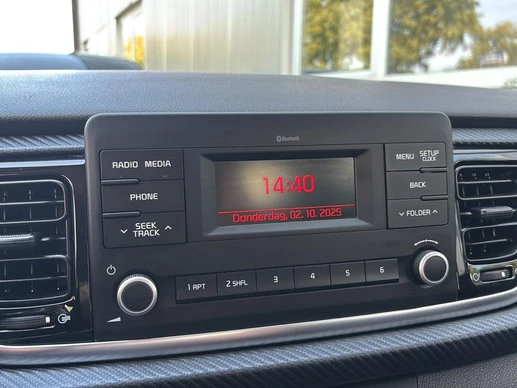 Bluetooth
RADIO MEDIA
PHONE
SEEK
TRACK
14:40
Donderdag, 02.10.2025
MENU SETUP
CLOCK
BACK
FOLDER
1 RPT 2 SHFL 3 4 5 6